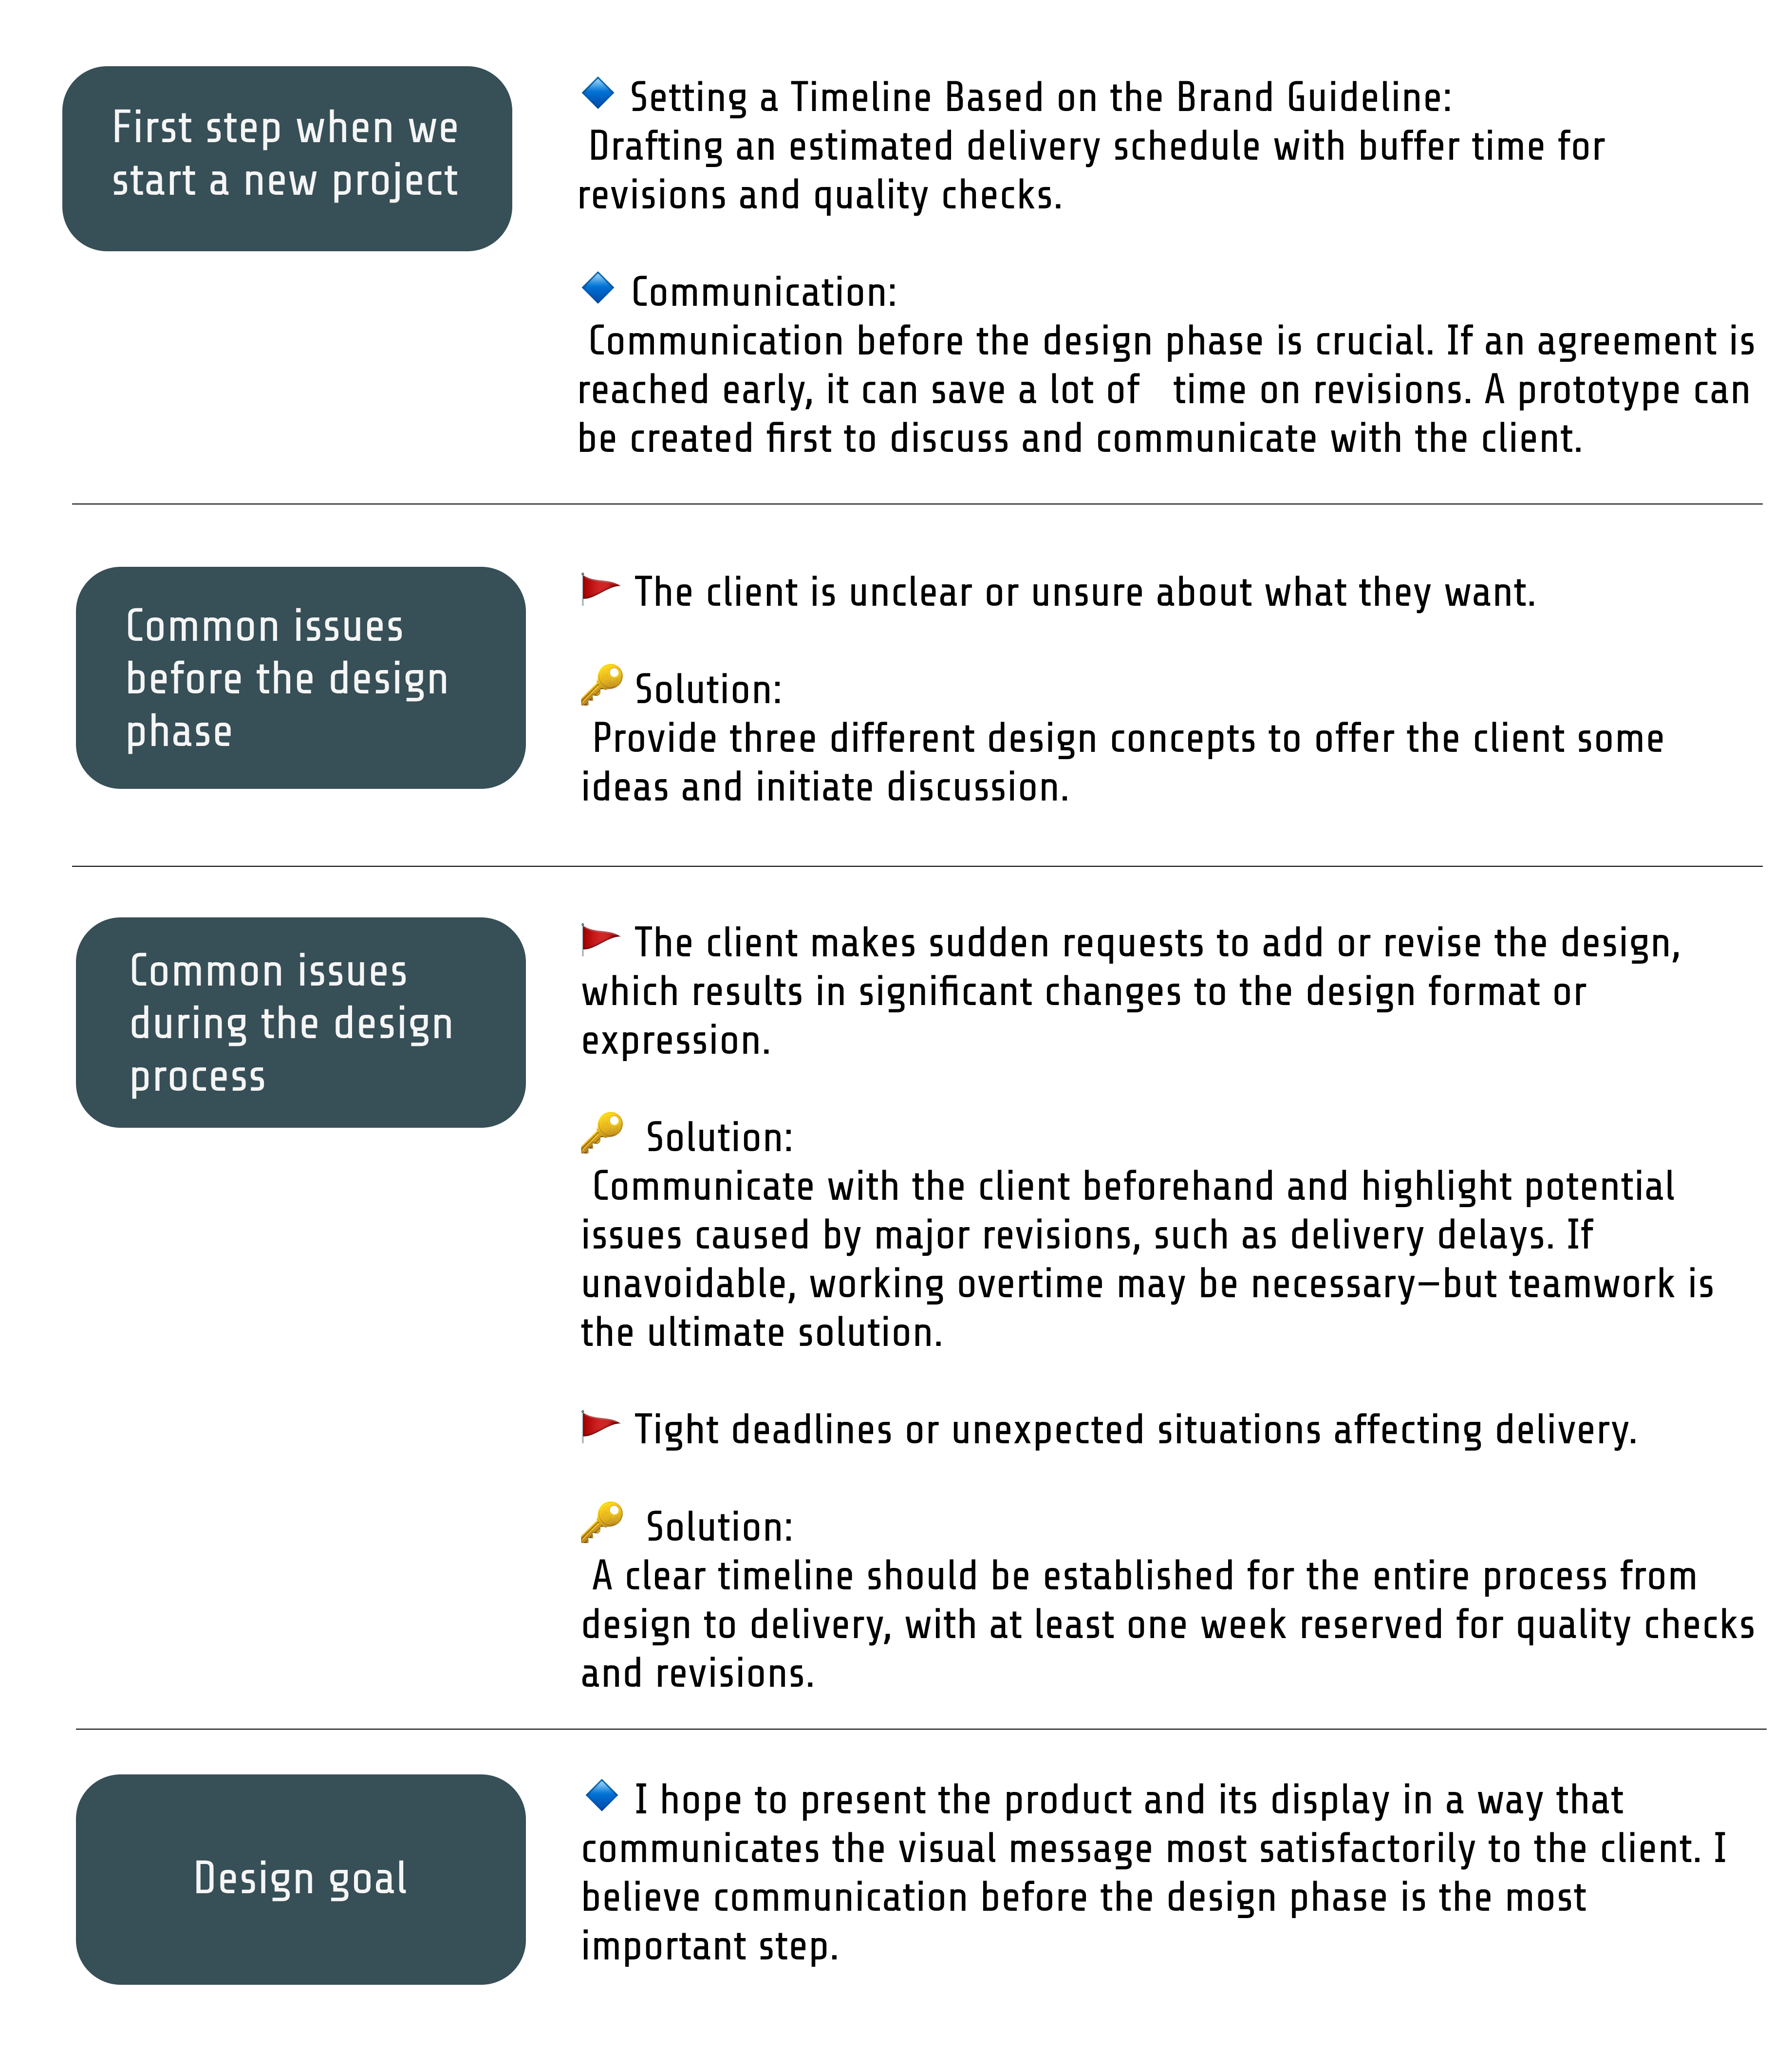 First step when we
start a new project
🔷 Setting a Timeline Based on the Brand Guideline:
Drafting an estimated delivery schedule with buffer time for
revisions and quality checks.
🔷 Communication:
Communication before the design phase is crucial. If an agreement is
reached early, it can save a lot of   time on revisions. A prototype can
be created first to discuss and communicate with the client.
Common issues
before the design
phase
🚩 The client is unclear or unsure about what they want.
🔑 Solution:
Provide three different design concepts to offer the client some
ideas and initiate discussion.
Common issues
during the design
process
🚩 The client makes sudden requests to add or revise the design,
which results in significant changes to the design format or
expression.
🔑 Solution:
Communicate with the client beforehand and highlight potential
issues caused by major revisions, such as delivery delays. If
unavoidable, working overtime may be necessary—but teamwork is
the ultimate solution.
🚩 Tight deadlines or unexpected situations affecting delivery.
🔑 Solution:
A clear timeline should be established for the entire process from
design to delivery, with at least one week reserved for quality checks
and revisions.
Design goal
🔷 I hope to present the product and its display in a way that
communicates the visual message most satisfactorily to the client. I
believe communication before the design phase is the most
important step.